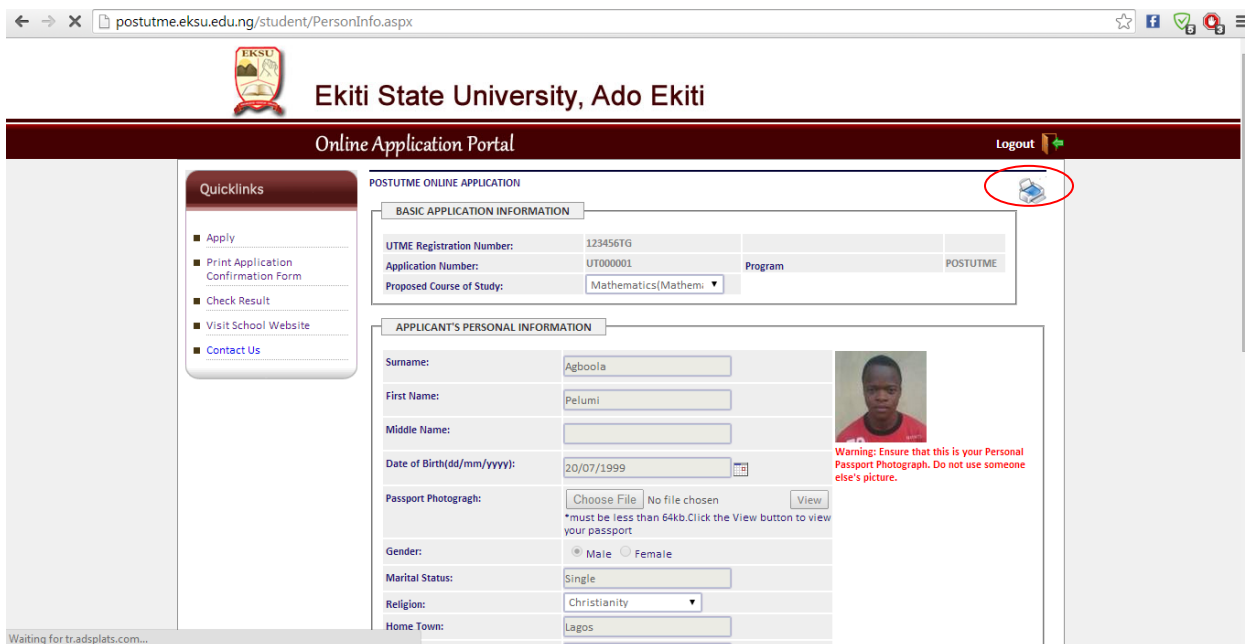 postutme.eksu.edu.ng/student/PersonInfo.aspx
5
3
EKSU
Ekiti State University, Ado Ekiti
Online Application Portal
Logout
Quicklinks
Apply
Print Application
Confirmation Form
Check Result
Visit School Website
Contact Us
POSTUTME ONLINE APPLICATION
BASIC APPLICATION INFORMATION
UTME Registration Number: 123456TG
Application Number: UT000001 Program POSTUTME
Proposed Course of Study: Mathematics(Mathema
APPLICANT'S PERSONAL INFORMATION
Surname: Agboola
First Name: Pelumi
Middle Name:
Date of Birth(dd/mm/yyyy): 20/07/1999
Warning: Ensure that this is your Personal
Passport Photograph. Do not use someone
else's picture.
Passport Photogragh: Choose File No file chosen View
*must be less than 64kb.Click the View button to view
your passport
Gender: Male Female
Marital Status: Single
Religion: Christianity
Home Town: Lagos
Waiting for tr.adsplats.com...